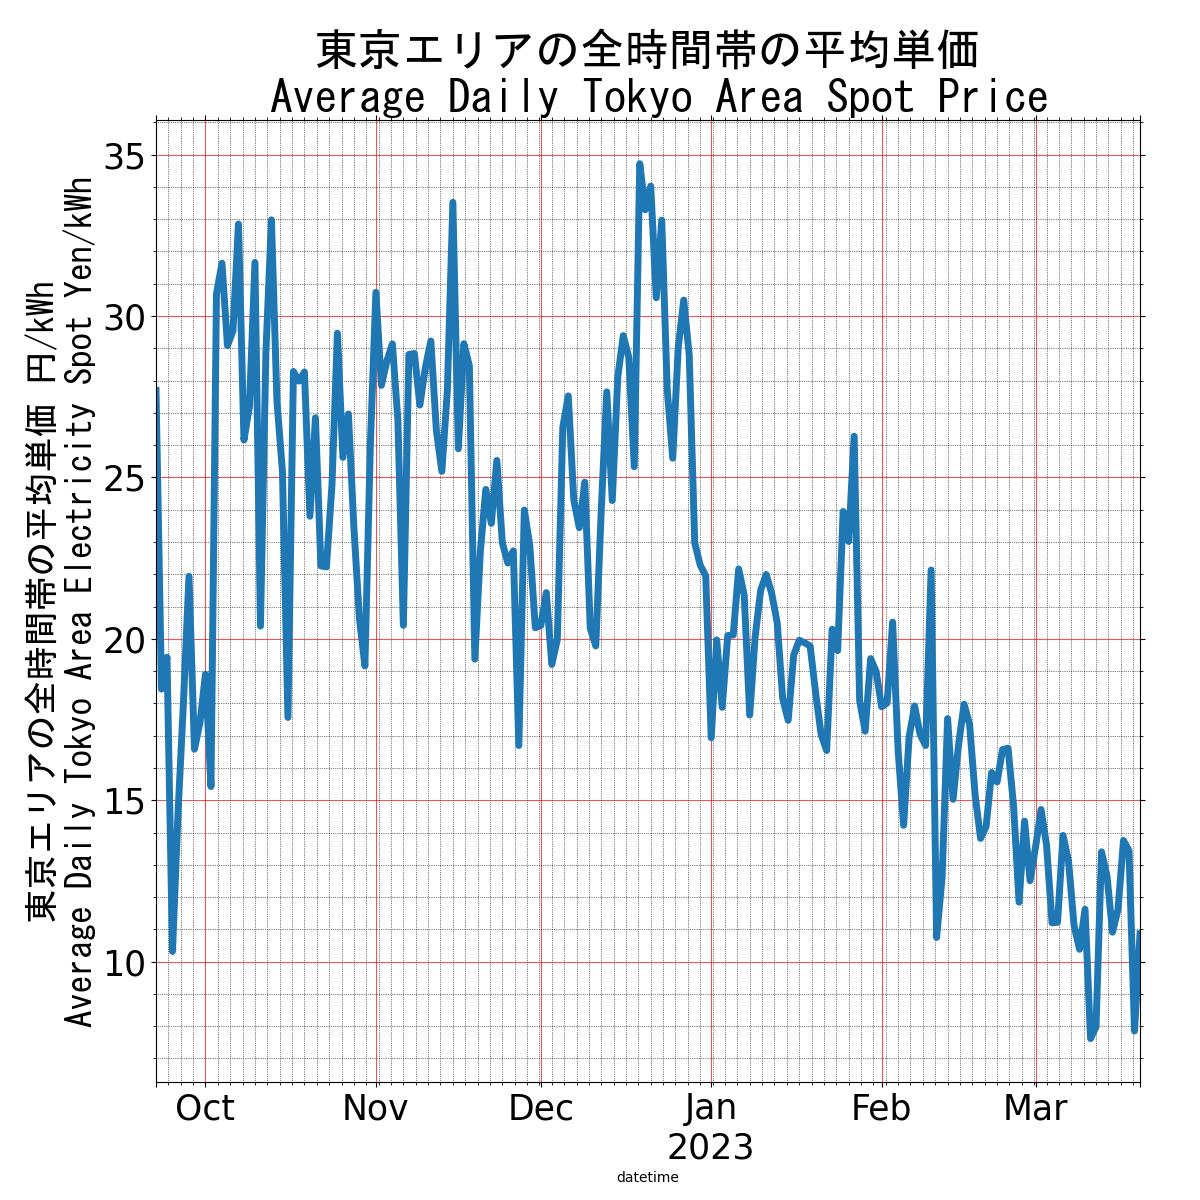 東京エリアの全時間帯の平均単価
Average Daily Tokyo Area Spot Price
東京エリアの全時間帯の平均単価 円/kWh
Average Daily Tokyo Area Electricity Spot Yen/kWh
35
30
25
20
15
10
Oct
Nov
Dec
Jan
2023
Feb
Mar
datetime